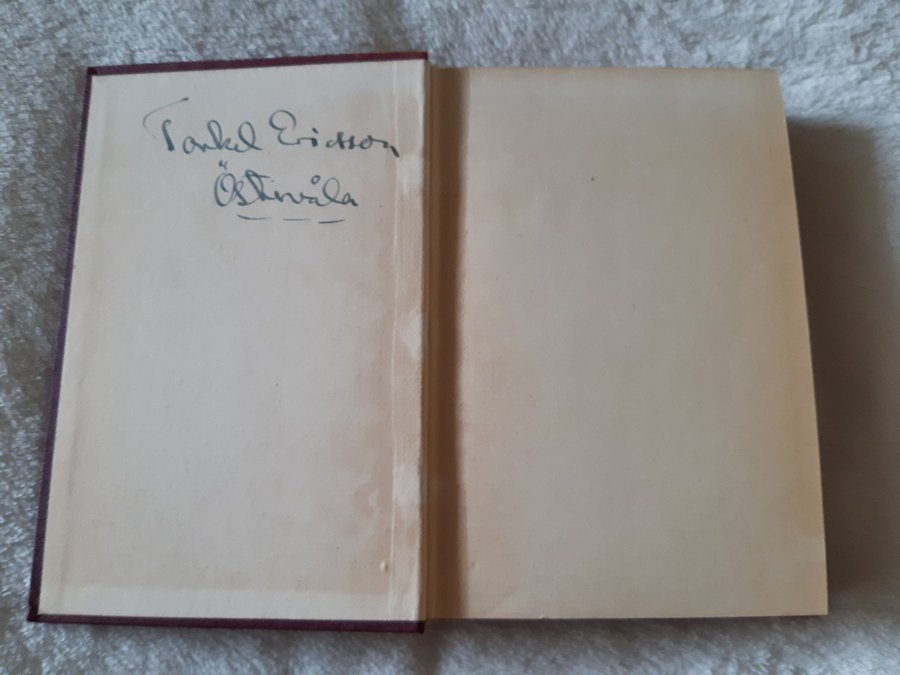 Torkel Ericsson
Östervåla